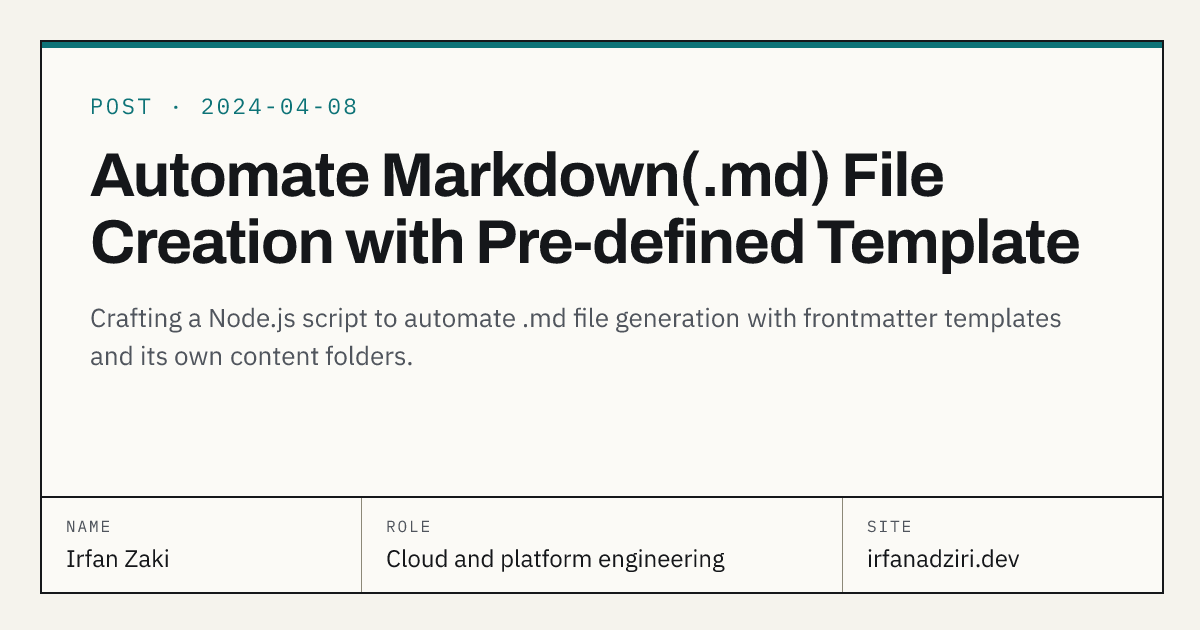 POST · 2024-04-08
Automate Markdown(.md) File
Creation with Pre-defined Template
Crafting a Node.js script to automate .md file generation with frontmatter templates
and its own content folders.
NAME
Irfan Zaki
ROLE
Cloud and platform engineering
SITE
irfanadziri.dev